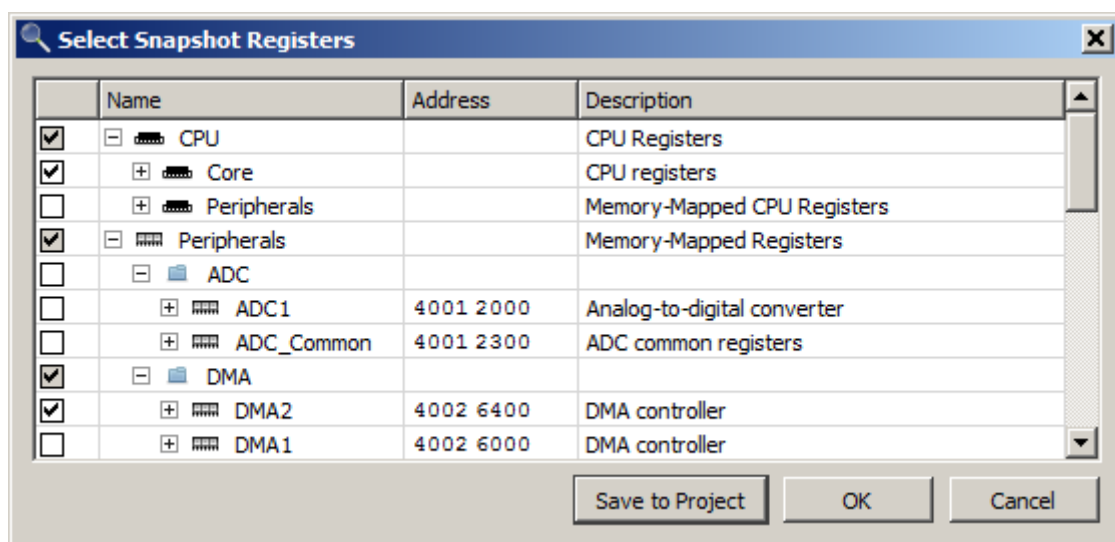 Select Snapshot Registers
Name Address Description
CPU CPU Registers
Core CPU registers
Peripherals Memory-Mapped CPU Registers
Peripherals Memory-Mapped Registers
ADC
ADC1 4001 2000 Analog-to-digital converter
ADC_Common 4001 2300 ADC common registers
DMA
DMA2 4002 6400 DMA controller
DMA1 4002 6000 DMA controller
Save to Project OK Cancel